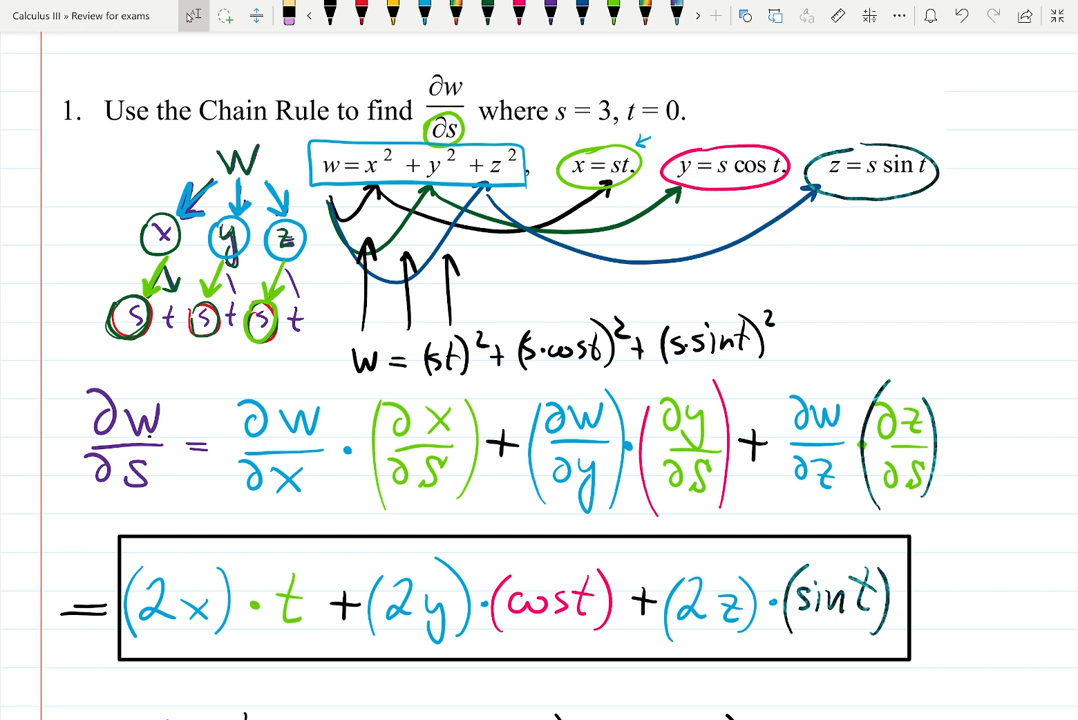 Calculus III » Review for exams
1. Use the Chain Rule to find ∂w/∂s where s = 3, t = 0.
w = x² + y² + z², x = st, y = s cos t, z = s sin t
W
x y z
s t s t s t
W = (st)² + (s·cost)² + (s·sint)²
∂w/∂s = ∂w/∂x · (∂x/∂s) + (∂w/∂y) · (∂y/∂s) + ∂w/∂z · (∂z/∂s)
= (2x) · t + (2y) · (cost) + (2z) · (sint)